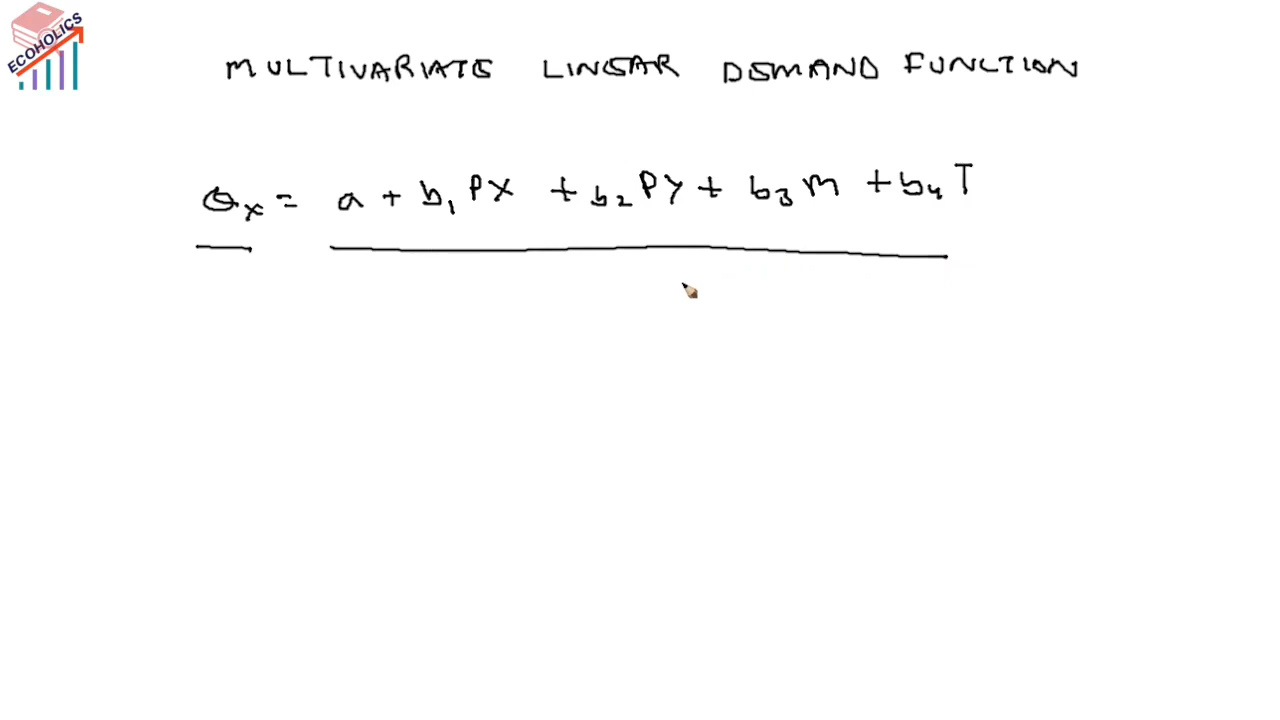 ECOHOLICS
MULTIVARIATE LINEAR DEMAND FUNCTION
Qx = a + b₁ PX + b₂ PY + b₃ M + b₄ T